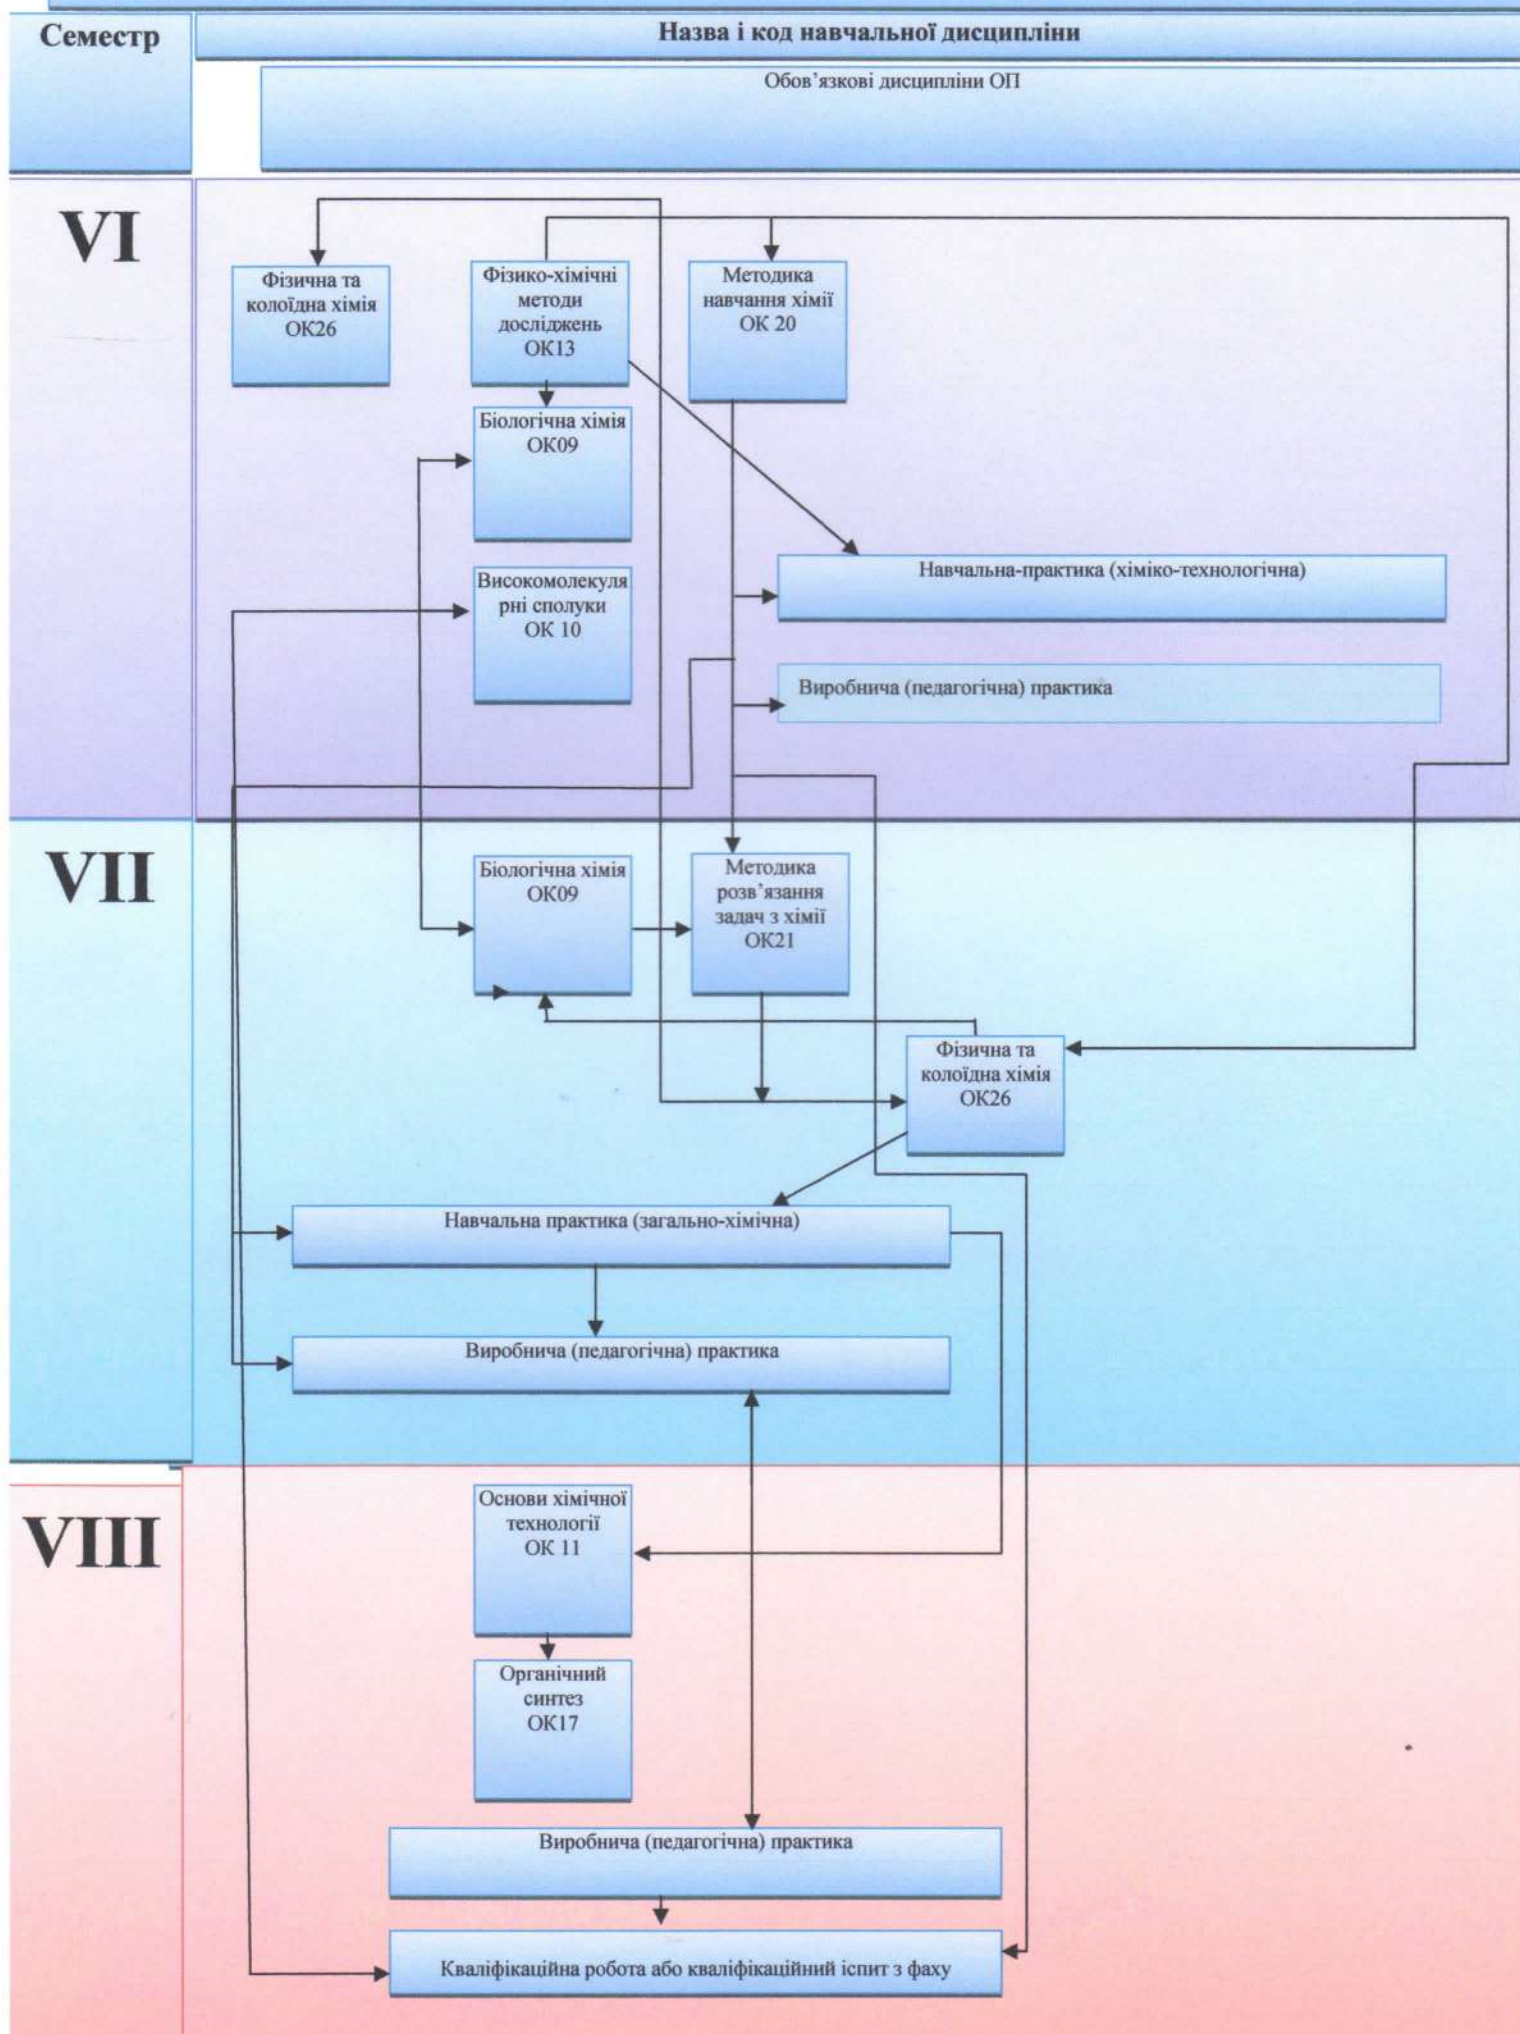 Семестр
Назва і код навчальної дисципліни
Обов’язкові дисципліни ОП
VI
Фізична та
колоїдна хімія
ОК26
Фізико-хімічні
методи
досліджень
ОК13
Методика
навчання хімії
ОК 20
Біологічна хімія
ОК09
Навчальна-практика (хіміко-технологічна)
Високомолекуля
рні сполуки
ОК 10
Виробнича (педагогічна) практика
VII
Біологічна хімія
ОК09
Методика
розв’язання
задач з хімії
ОК21
Фізична та
колоїдна хімія
ОК26
Навчальна практика (загально-хімічна)
Виробнича (педагогічна) практика
VIII
Основи хімічної
технології
ОК 11
Органічний
синтез
ОК17
Виробнича (педагогічна) практика
Кваліфікаційна робота або кваліфікаційний іспит з фаху